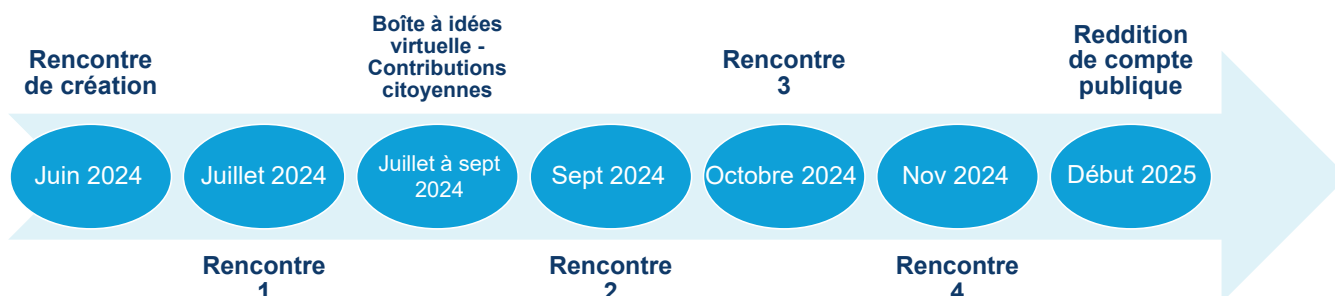 Rencontre
de création
Boîte à idées
virtuelle -
Contributions
citoyennes
Rencontre
3
Reddition
de compte
publique
Juin 2024
Juillet 2024
Juillet à sept
2024
Sept 2024
Octobre 2024
Nov 2024
Début 2025
Rencontre
1
Rencontre
2
Rencontre
4